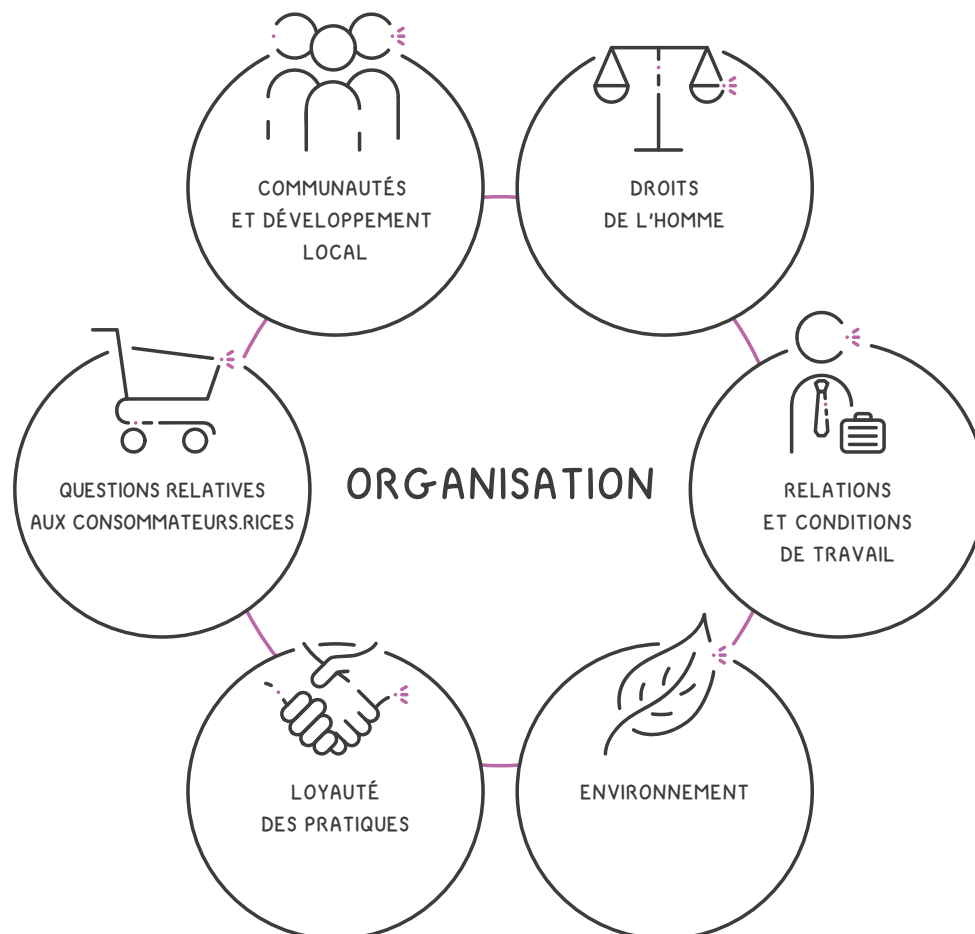 COMMUNAUTÉS
ET DÉVELOPPEMENT
LOCAL
DROITS
DE L'HOMME
QUESTIONS RELATIVES
AUX CONSOMMATEURS.RICES
ORGANISATION
RELATIONS
ET CONDITIONS
DE TRAVAIL
LOYAUTÉ
DES PRATIQUES
ENVIRONNEMENT